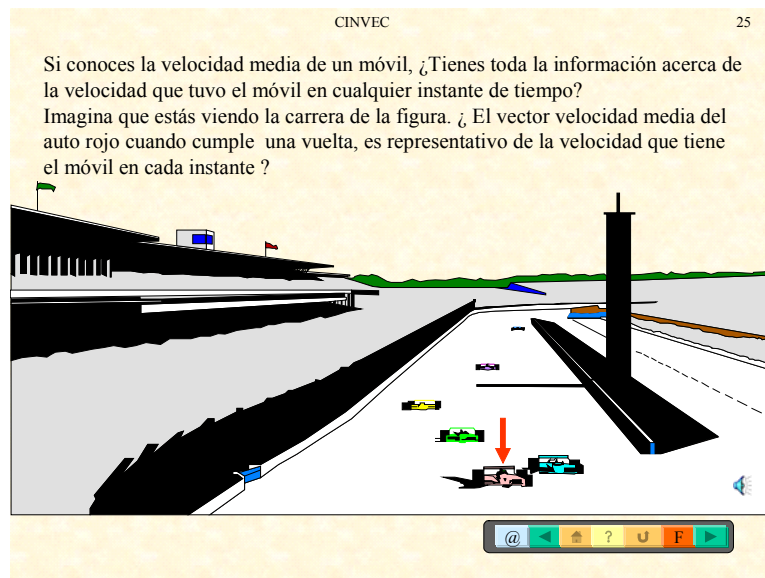 CINVEC 25
Si conoces la velocidad media de un móvil, ¿Tienes toda la información acerca de
la velocidad que tuvo el móvil en cualquier instante de tiempo?
Imagina que estás viendo la carrera de la figura. ¿ El vector velocidad media del
auto rojo cuando cumple una vuelta, es representativo de la velocidad que tiene
el móvil en cada instante ?
@ ? F